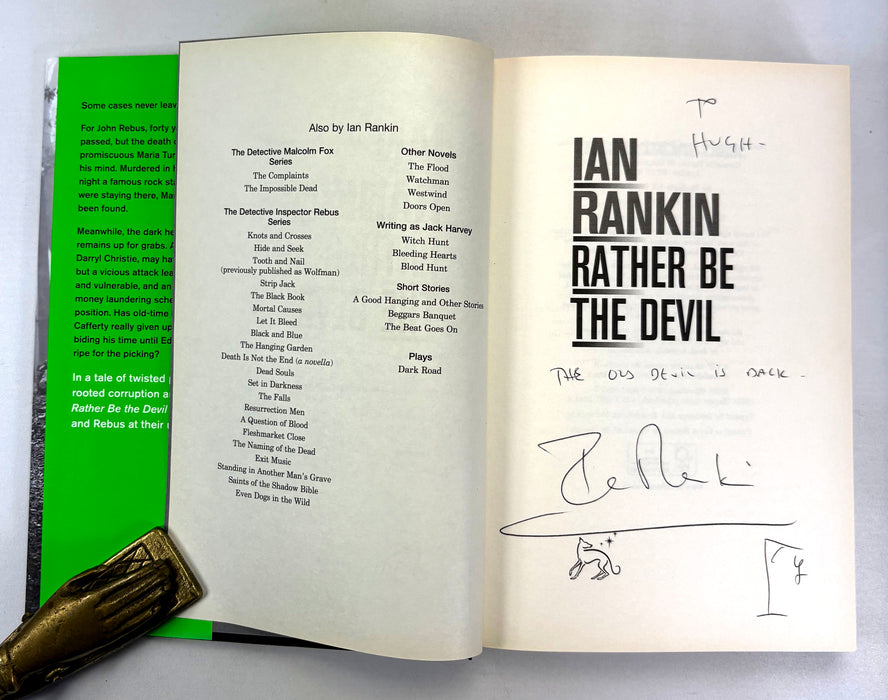 Some cases never leav
For John Rebus, forty y
passed, but the death o
promiscuous Maria Tur
his mind. Murdered in h
night a famous rock sta
were staying there, Ma
been found.
Meanwhile, the dark he
remains up for grabs. A
Darryl Christie, may ha
but a vicious attack lea
and vulnerable, and an
money laundering sche
position. Has old-time
Cafferty really given up
biding his time until Ed
ripe for the picking?
In a tale of twisted
rooted corruption a
Rather Be the Devil
and Rebus at their
Also by Ian Rankin
The Detective Malcolm Fox
Series
The Complaints
The Impossible Dead
The Detective Inspector Rebus
Series
Knots and Crosses
Hide and Seek
Tooth and Nail
(previously published as Wolfman)
Strip Jack
The Black Book
Mortal Causes
Let It Bleed
Black and Blue
The Hanging Garden
Death Is Not the End (a novella)
Dead Souls
Set in Darkness
The Falls
Resurrection Men
A Question of Blood
Fleshmarket Close
The Naming of the Dead
Exit Music
Standing in Another Man's Grave
Saints of the Shadow Bible
Even Dogs in the Wild
Other Novels
The Flood
Watchman
Westwind
Doors Open
Writing as Jack Harvey
Witch Hunt
Bleeding Hearts
Blood Hunt
Short Stories
A Good Hanging and Other Stories
Beggars Banquet
The Beat Goes On
Plays
Dark Road
TO
HUGH-
IAN
RANKIN
RATHER BE
THE DEVIL
THE OLD DEVIL IS BACK -
Ian Rankin